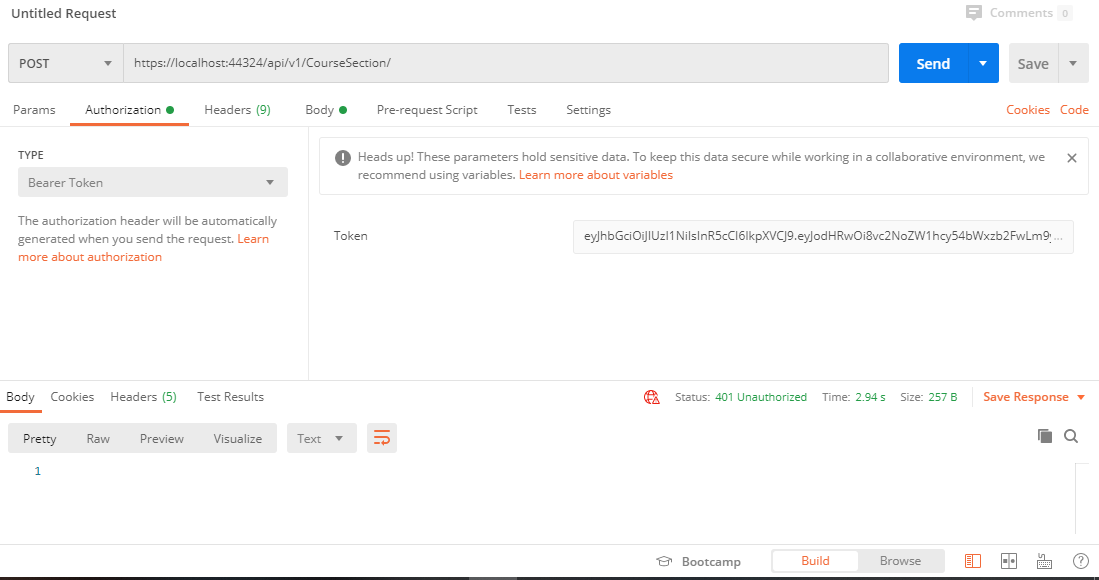 Untitled Request
Comments 0
POST
https://localhost:44324/api/v1/CourseSection/
Send
Save
Params
Authorization
Headers (9)
Body
Pre-request Script
Tests
Settings
Cookies
Code
TYPE
Bearer Token
The authorization header will be automatically
generated when you send the request. Learn
more about authorization
Heads up! These parameters hold sensitive data. To keep this data secure while working in a collaborative environment, we
recommend using variables. Learn more about variables
Token
eyJhbGciOiJIUzI1NiIsInR5cCI6IkpXVCJ9.eyJodHRwOi8vc2NoZW1hcy54bWxzb2FwLm9y...
Body
Cookies
Headers (5)
Test Results
Status: 401 Unauthorized
Time: 2.94 s
Size: 257 B
Save Response
Pretty
Raw
Preview
Visualize
Text
1
Bootcamp
Build
Browse